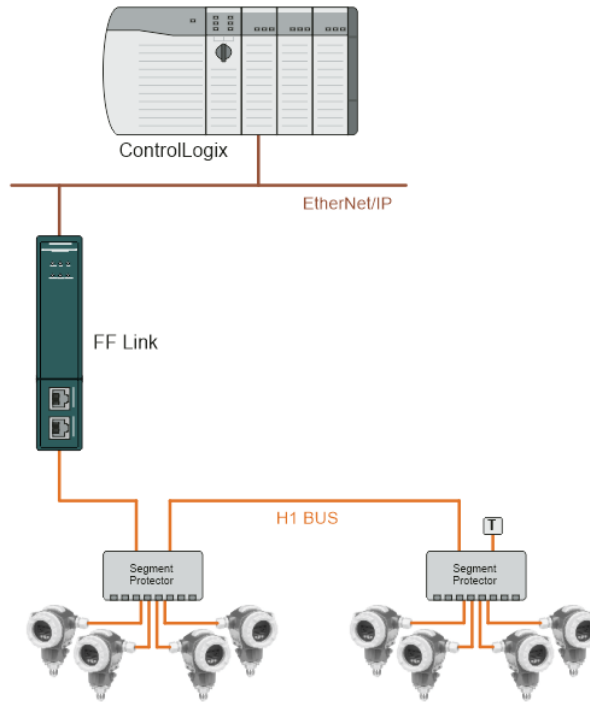 ControlLogix
EtherNet/IP
FF Link
H1 BUS
T
Segment
Protector
Segment
Protector